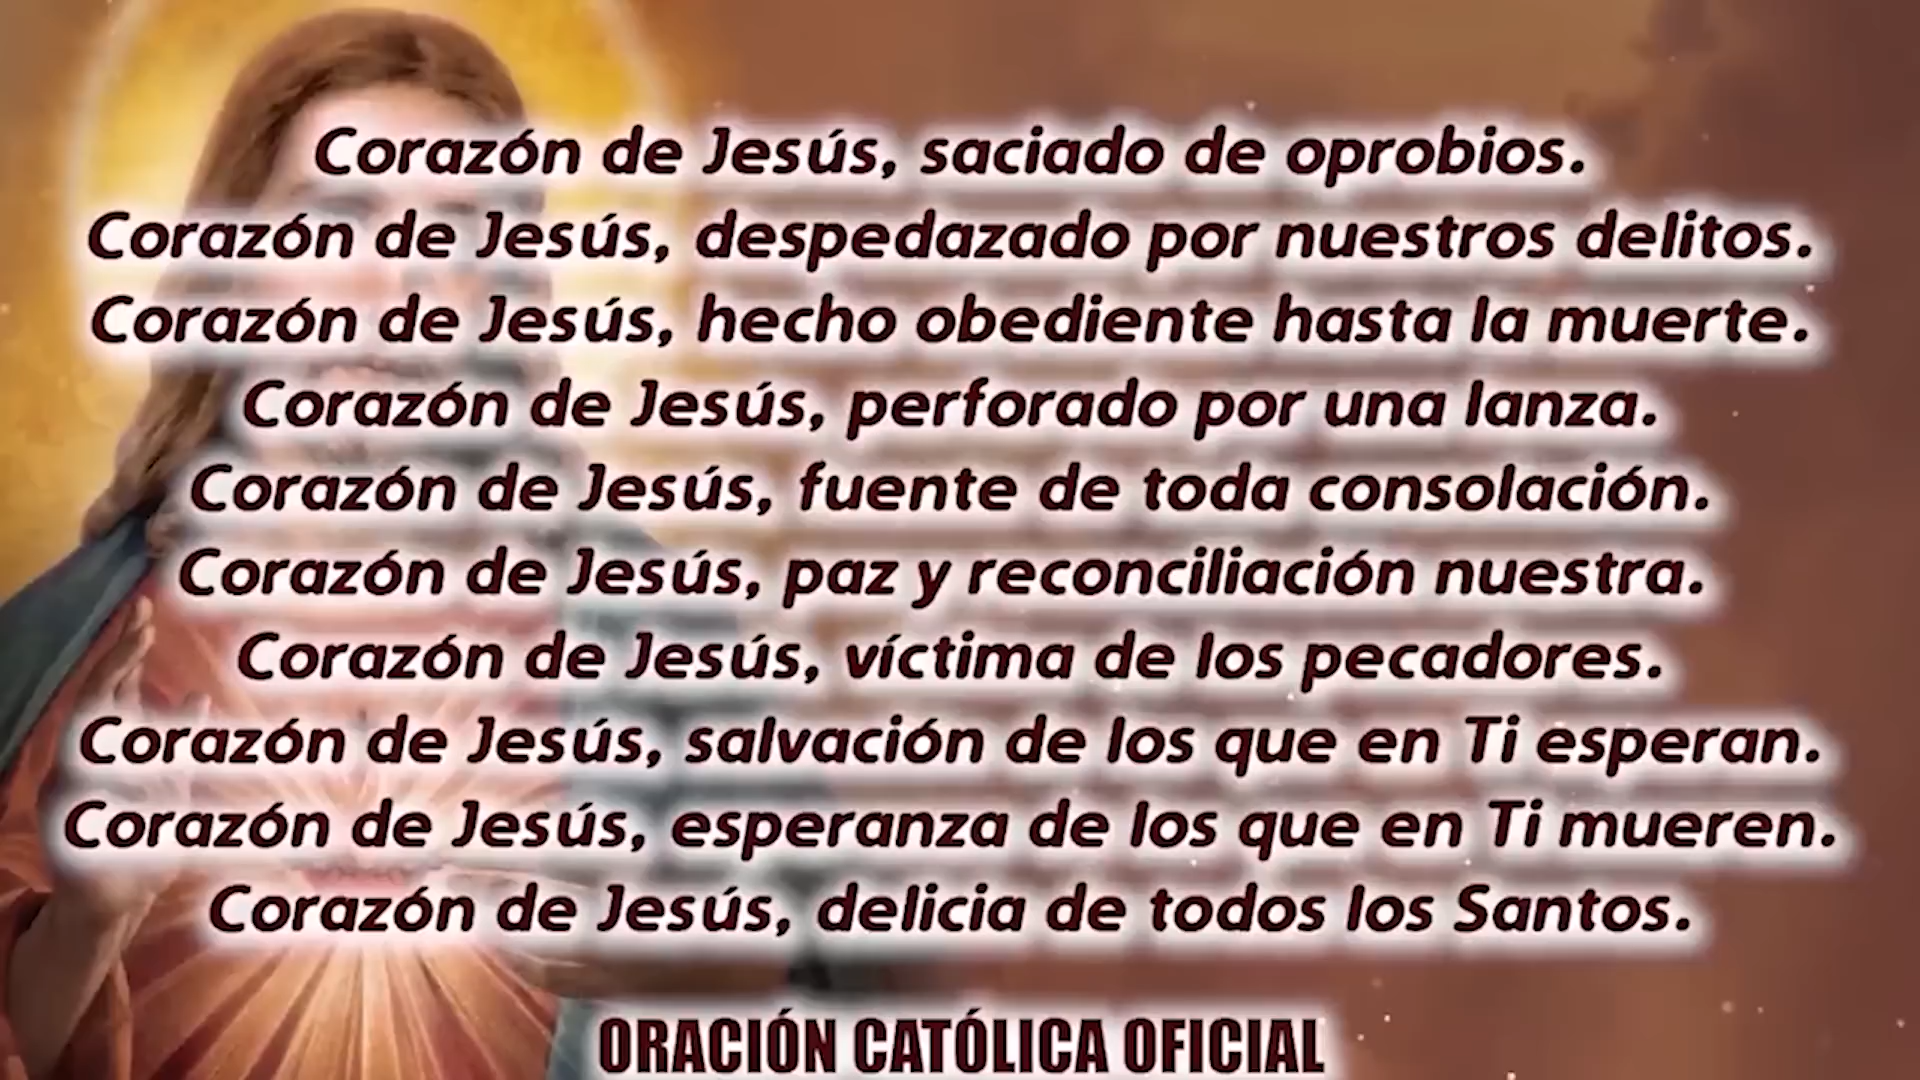 Corazón de Jesús, saciado de oprobios.
Corazón de Jesús, despedazado por nuestros delitos.
Corazón de Jesús, hecho obediente hasta la muerte.
Corazón de Jesús, perforado por una lanza.
Corazón de Jesús, fuente de toda consolación.
Corazón de Jesús, paz y reconciliación nuestra.
Corazón de Jesús, víctima de los pecadores.
Corazón de Jesús, salvación de los que en Ti esperan.
Corazón de Jesús, esperanza de los que en Ti mueren.
Corazón de Jesús, delicia de todos los Santos.
ORACIÓN CATÓLICA OFICIAL